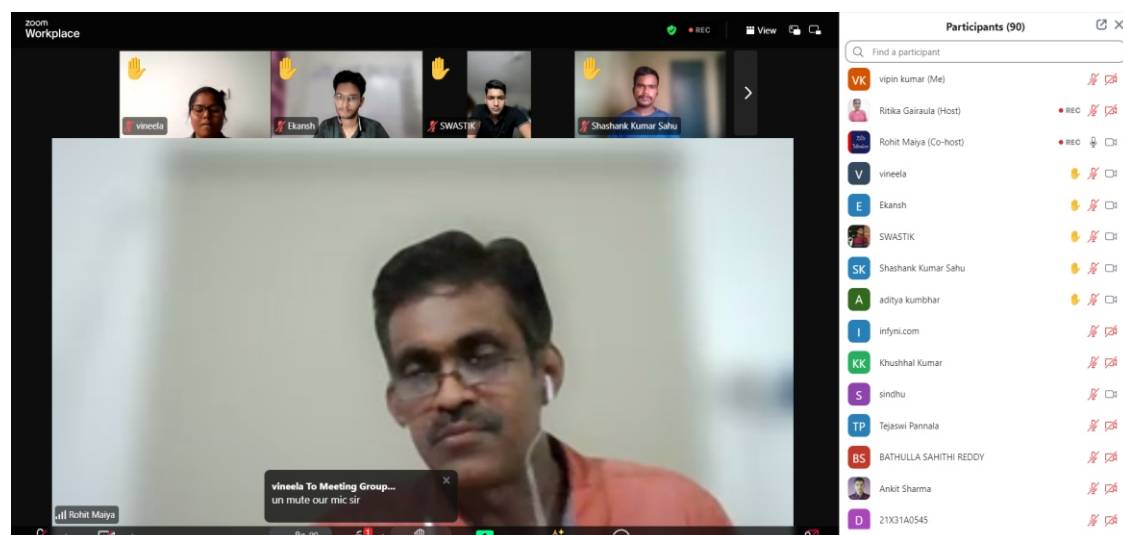 zoom
Workplace
REC
View
vineela
Ekansh
SWASTIK
Shashank Kumar Sahu
vineela To Meeting Group...
un mute our mic sir
Rohit Maiya
Participants (90)
Find a participant
VK vipin kumar (Me)
Ritika Gairaula (Host) REC
Rohit Maiya (Co-host) REC
V vineela
E Ekansh
SWASTIK
SK Shashank Kumar Sahu
A aditya kumbhar
I infyni.com
KK Khushhal Kumar
S sindhu
TP Tejaswi Pannala
BS BATHULLA SAHITHI REDDY
Ankit Sharma
D 21X31A0545